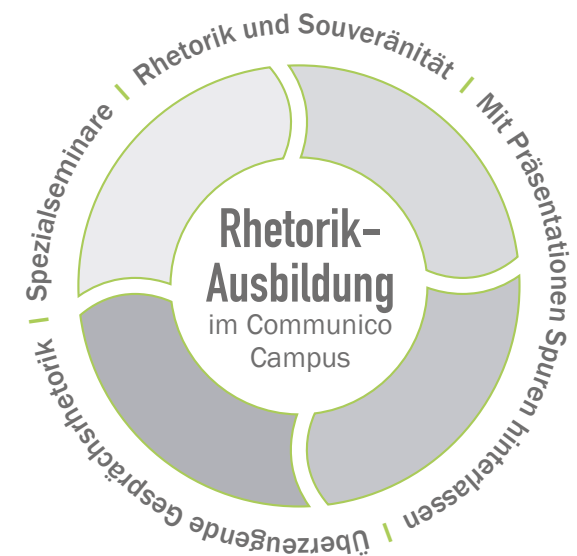 Rhetorik und Souveränität
I
Mit Präsentationen Spuren hinterlassen
I
Überzeugende Gesprächsrhetorik
I
Spezialseminare
I
Rhetorik-
Ausbildung
im Communico
Campus